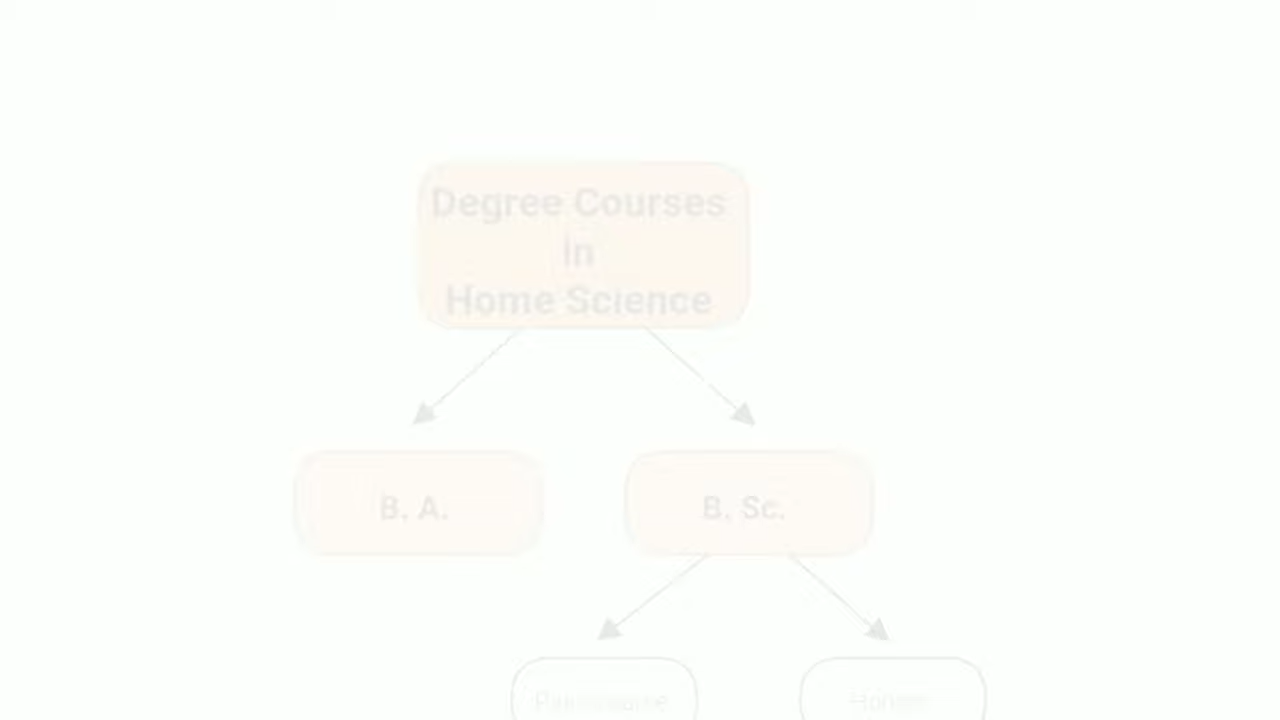 Degree Courses
in
Home Science
B. A.
B. Sc.